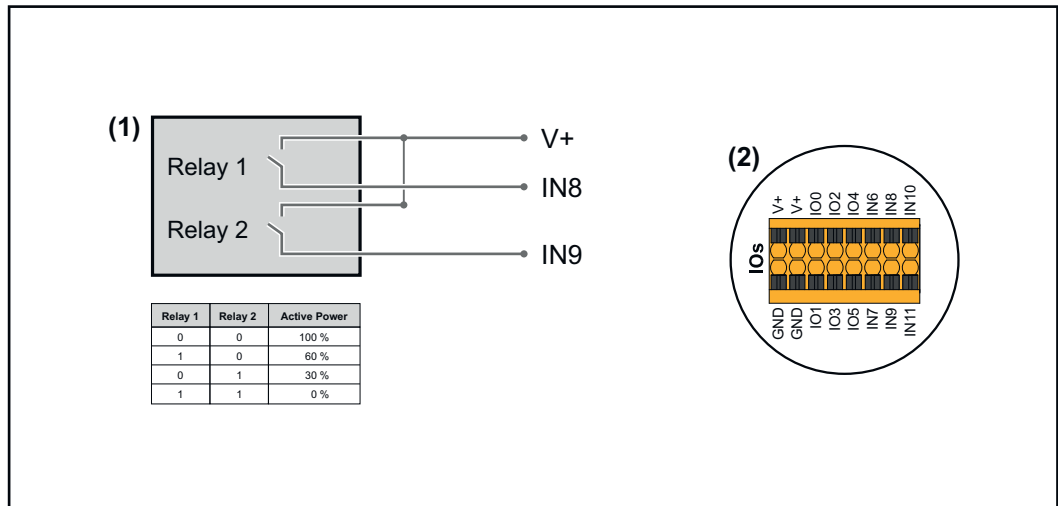 (1)
Relay 1
Relay 2
V+
IN8
IN9
Relay 1 Relay 2 Active Power
0 0 100 %
1 0 60 %
0 1 30 %
1 1 0 %
(2)
V+ V+ IO0 IO2 IO4 IN6 IN8 IN10
IOs
GND GND IO1 IO3 IO5 IN7 IN9 IN11